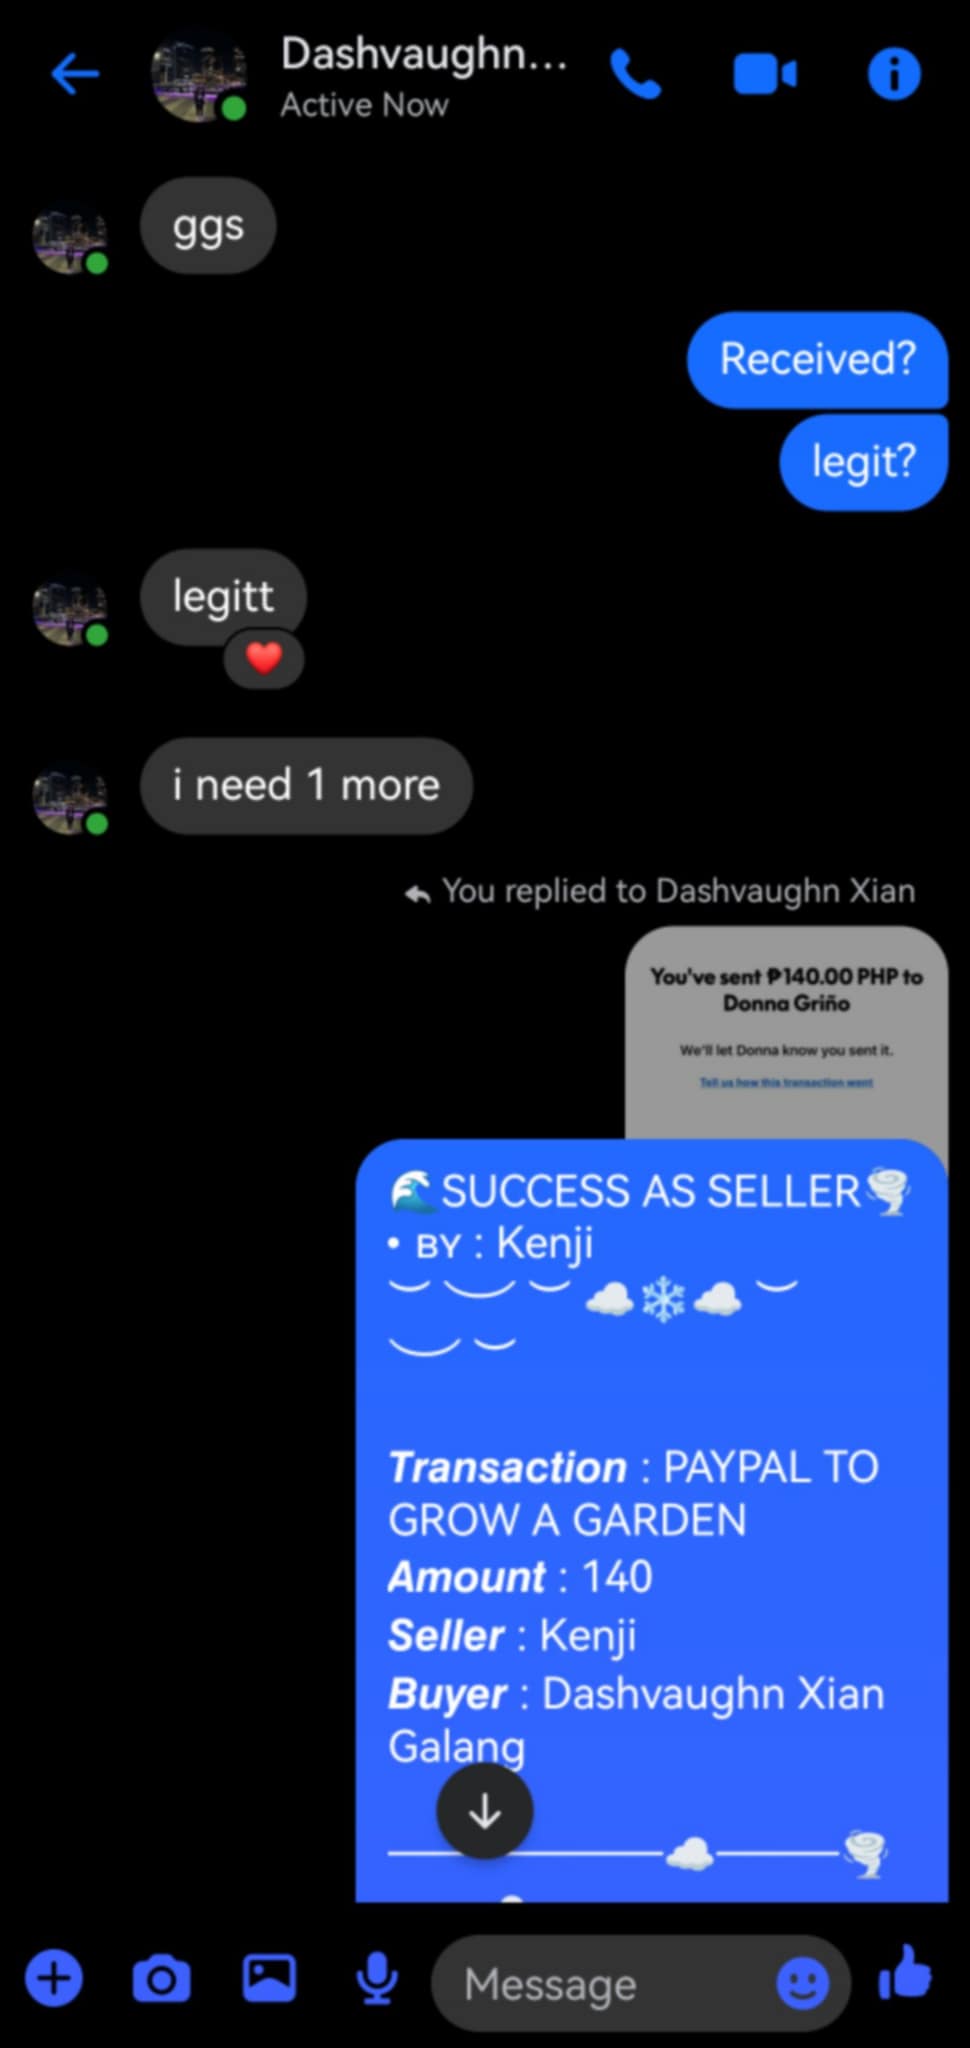 Dashvaughn...
Active Now
ggs
Received?
legit?
legitt
i need 1 more
You replied to Dashvaughn Xian
You've sent ₱140.00 PHP to
Donna Griño
We'll let Donna know you sent it.
Tell us how this transaction went
🌊SUCCESS AS SELLER🌪️
• ʙʏ : Kenji
Transaction : PAYPAL TO
GROW A GARDEN
Amount : 140
Seller : Kenji
Buyer : Dashvaughn Xian
Galang
Message